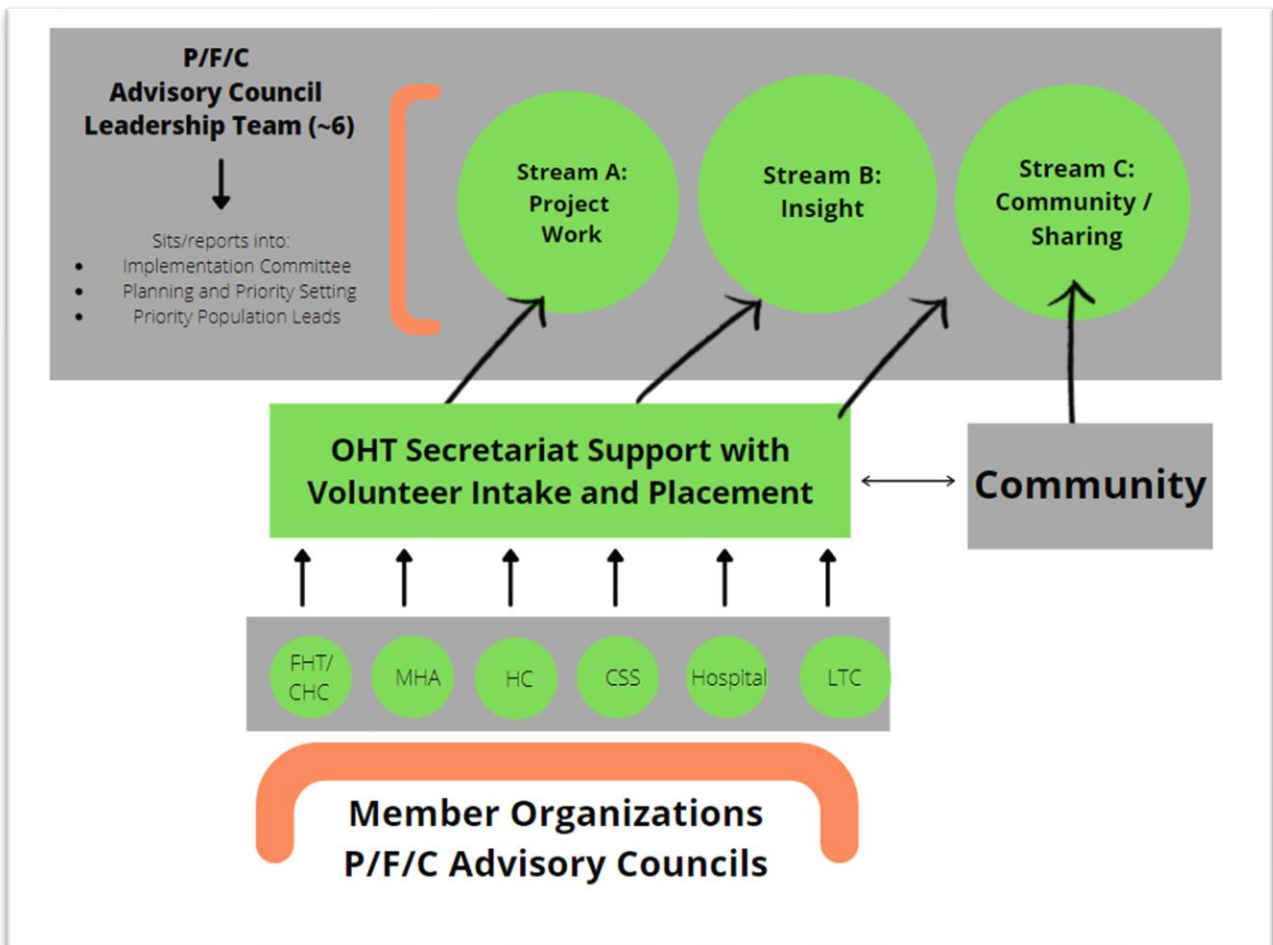 P/F/C
Advisory Council
Leadership Team (~6)
Sits/reports into:
• Implementation Committee
• Planning and Priority Setting
• Priority Population Leads
Stream A:
Project
Work
Stream B:
Insight
Stream C:
Community /
Sharing
OHT Secretariat Support with
Volunteer Intake and Placement
Community
FHT/
CHC
MHA
HC
CSS
Hospital
LTC
Member Organizations
P/F/C Advisory Councils